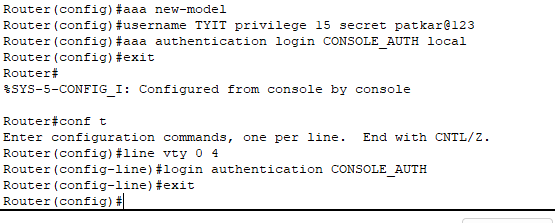 Router(config)#aaa new-model
Router(config)#username TYIT privilege 15 secret patkar@123
Router(config)#aaa authentication login CONSOLE_AUTH local
Router(config)#exit
Router#
%SYS-5-CONFIG_I: Configured from console by console
Router#conf t
Enter configuration commands, one per line.  End with CNTL/Z.
Router(config)#line vty 0 4
Router(config-line)#login authentication CONSOLE_AUTH
Router(config-line)#exit
Router(config)#